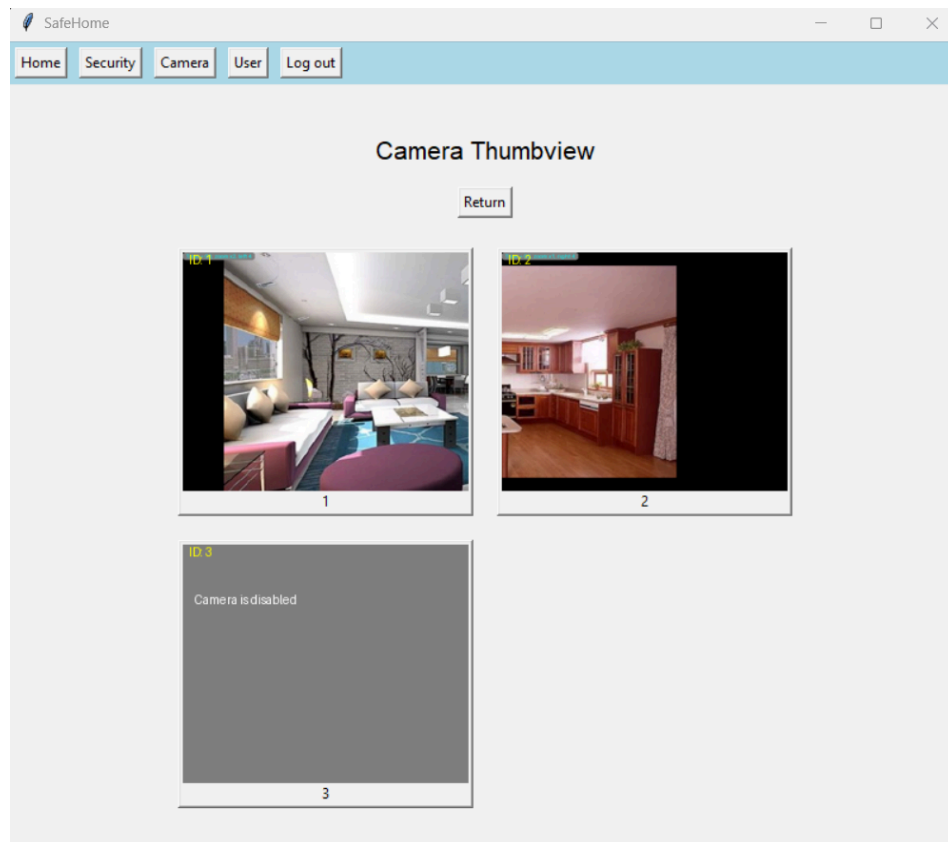 SafeHome
Home Security Camera User Log out
Camera Thumbview
Return
ID: 1
ID: 2
1
2
ID: 3
Camera is disabled
3